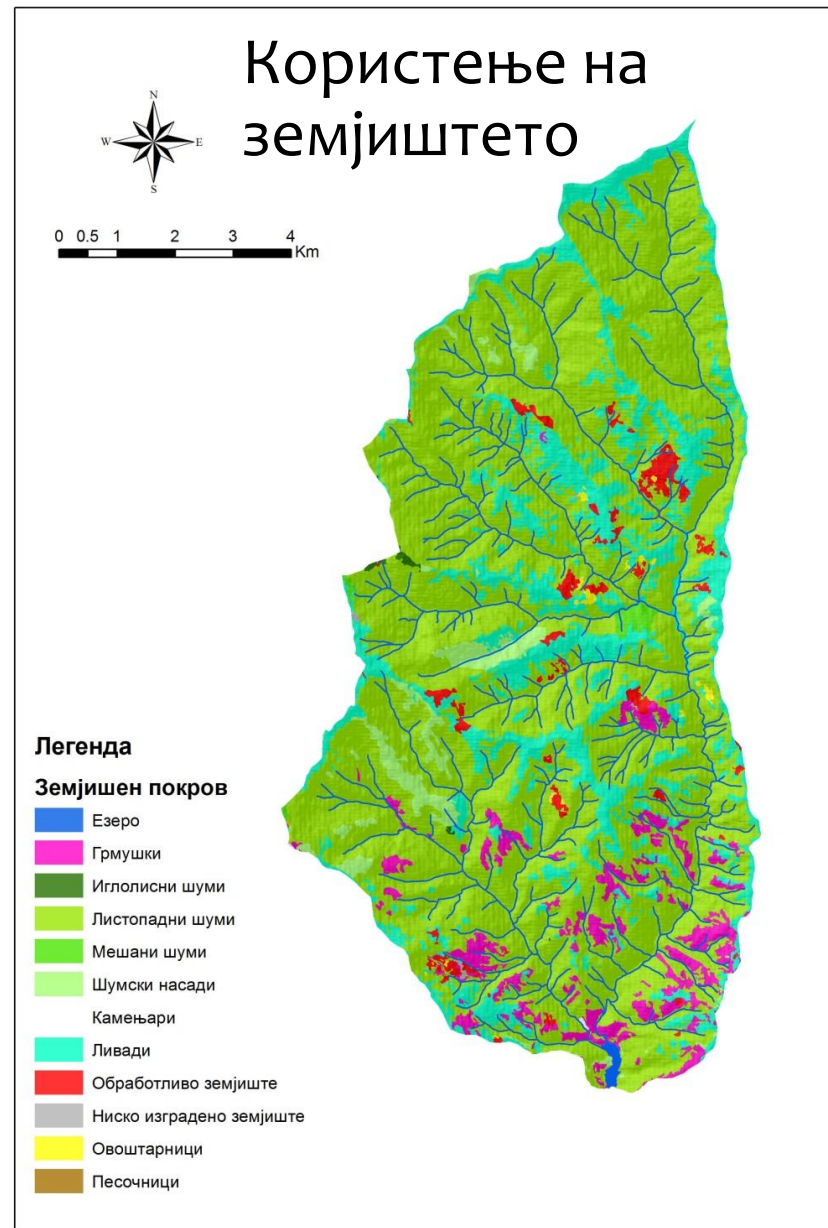 Користење на
земјиштето
N
W E
S
0 0.5 1 2 3 4
Km
Легенда
Земјишен покров
Езеро
Грмушки
Иглолисни шуми
Листопадни шуми
Мешани шуми
Шумски насади
Камењари
Ливади
Обработливо земјиште
Ниско изградено земјиште
Овоштарници
Песочници